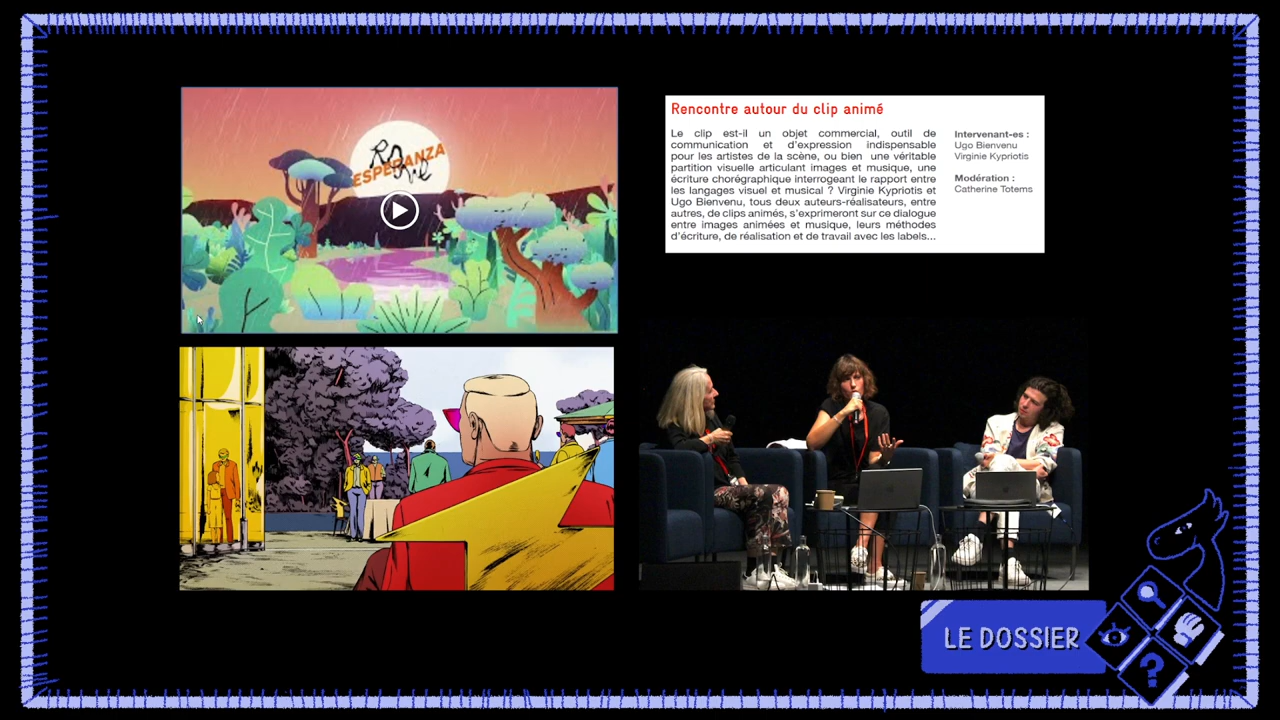 ESPERANZA
Rencontre autour du clip animé
Le clip est-il un objet commercial, outil de
communication et d'expression indispensable
pour les artistes de la scène, ou bien une véritable
partition visuelle articulant images et musique, une
écriture chorégraphique interrogeant le rapport entre
les langages visuel et musical ? Virginie Kypriotis et
Ugo Bienvenu, tous deux auteurs-réalisateurs, entre
autres, de clips animés, s'exprimeront sur ce dialogue
entre images animées et musique, leurs méthodes
d'écriture, de réalisation et de travail avec les labels...
Intervenant-es :
Ugo Bienvenu
Virginie Kypriotis
Modération :
Catherine Totems
LE DOSSIER
?